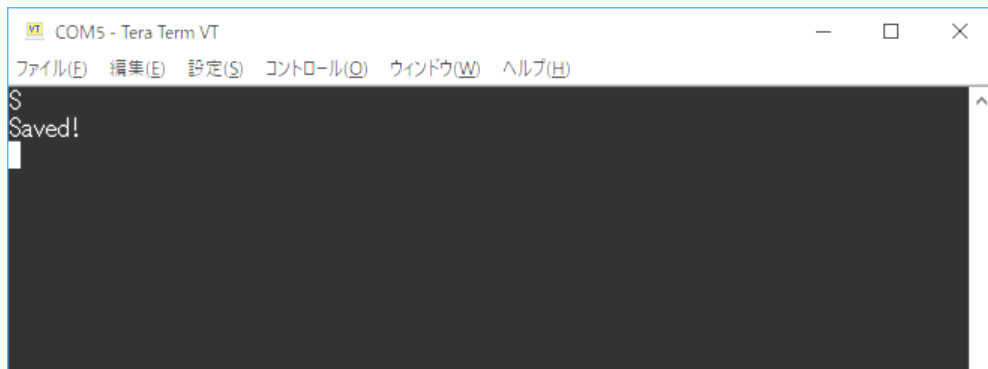 VT COM5 - Tera Term VT
ファイル(F) 編集(E) 設定(S) コントロール(O) ウィンドウ(W) ヘルプ(H)
S
Saved!